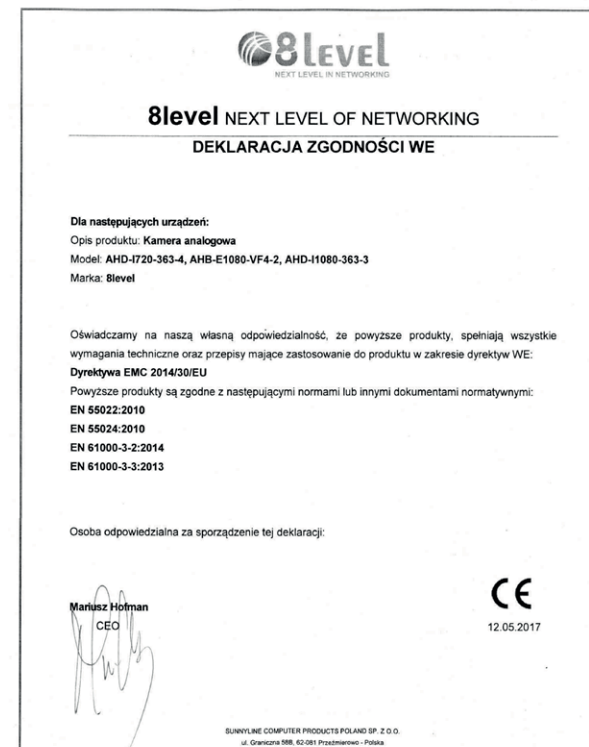 8level
NEXT LEVEL IN NETWORKING
8level NEXT LEVEL OF NETWORKING
DEKLARACJA ZGODNOŚCI WE
Dla następujących urządzeń:
Opis produktu: Kamera analogowa
Model: AHD-I720-363-4, AHB-E1080-VF4-2, AHD-I1080-363-3
Marka: 8level
Oświadczamy na naszą własną odpowiedzialność, że powyższe produkty, spełniają wszystkie
wymagania techniczne oraz przepisy mające zastosowanie do produktu w zakresie dyrektyw WE:
Dyrektywa EMC 2014/30/EU
Powyższe produkty są zgodne z następującymi normami lub innymi dokumentami normatywnymi:
EN 55022:2010
EN 55024:2010
EN 61000-3-2:2014
EN 61000-3-3:2013
Osoba odpowiedzialna za sporządzenie tej deklaracji:
Mariusz Hofman
CEO
CE
12.05.2017
SUNNYLINE COMPUTER PRODUCTS POLAND SP. Z O.O.
ul. Graniczna 58B, 62-081 Przeźmierowo - Polska